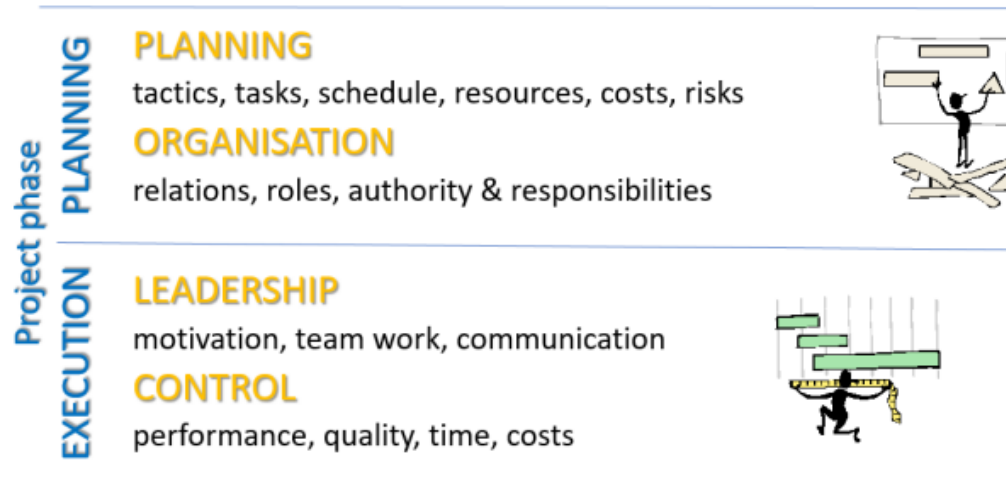 Project phase
PLANNING
PLANNING
tactics, tasks, schedule, resources, costs, risks
ORGANISATION
relations, roles, authority & responsibilities
EXECUTION
LEADERSHIP
motivation, team work, communication
CONTROL
performance, quality, time, costs